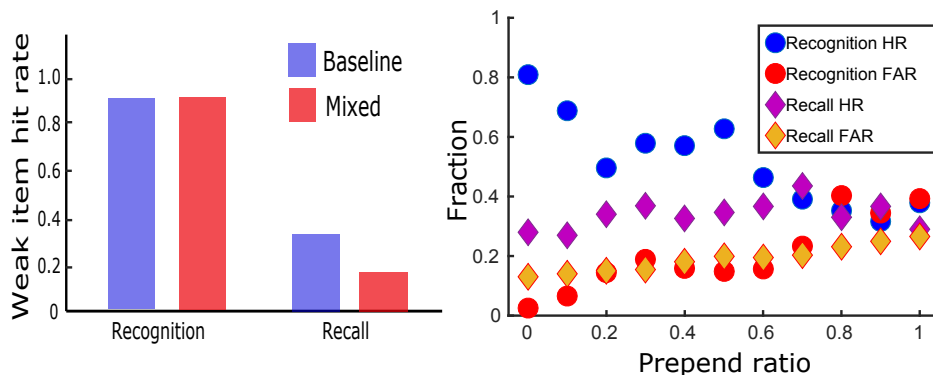 Weak item hit rate
1.0
0.8
0.6
0.4
0.2
0
Baseline
Mixed
Recognition
Recall
Fraction
1
0.8
0.6
0.4
0.2
0
Recognition HR
Recognition FAR
Recall HR
Recall FAR
0 0.2 0.4 0.6 0.8 1
Prepend ratio